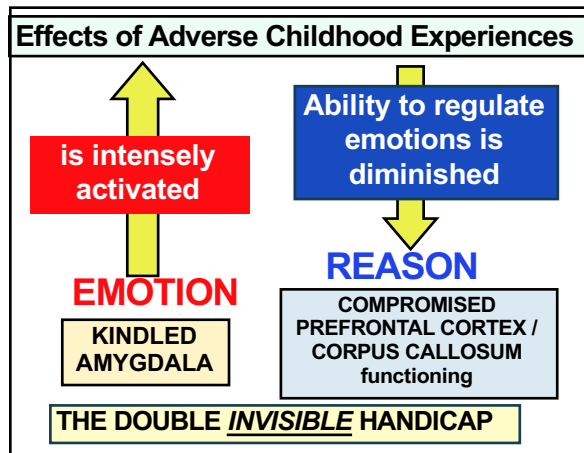 Effects of Adverse Childhood Experiences
is intensely
activated
EMOTION
KINDLED
AMYGDALA
Ability to regulate
emotions is
diminished
REASON
COMPROMISED
PREFRONTAL CORTEX /
CORPUS CALLOSUM
functioning
THE DOUBLE INVISIBLE HANDICAP